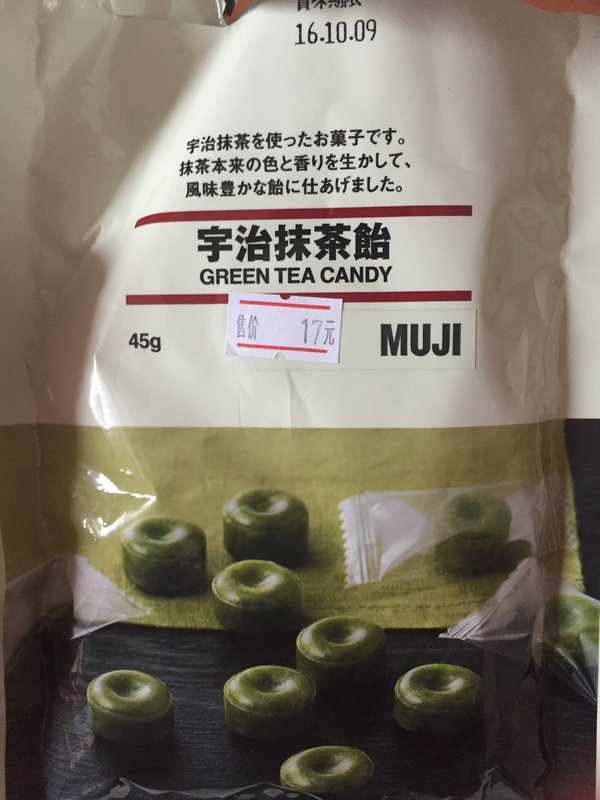 賞味期限
16.10.09
宇治抹茶を使ったお菓子です。
抹茶本来の色と香りを生かして、
風味豊かな飴に仕あげました。
宇治抹茶飴
GREEN TEA CANDY
售价 17元
45g
MUJI